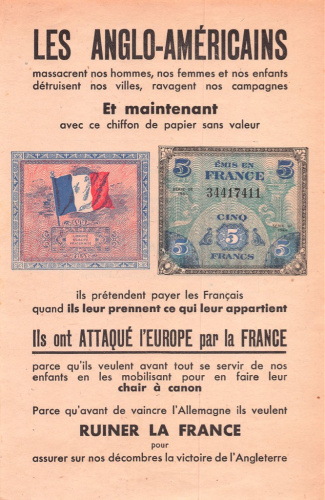 LES ANGLO-AMÉRICAINS
massacrent nos hommes, nos femmes et nos enfants
détruisent nos villes, ravagent nos campagnes
Et maintenant
avec ce chiffon de papier sans valeur
ÉMIS EN
FRANCE
5
5
34417411
CINQ
5
FRANCS
5
5
ils prétendent payer les Français
quand ils leur prennent ce qui leur appartient
Ils ont ATTAQUÉ l'EUROPE par la FRANCE
parce qu'ils veulent avant tout se servir de nos
enfants en les mobilisant pour en faire leur
chair à canon
Parce qu'avant de vaincre l'Allemagne ils veulent
RUINER LA FRANCE
pour
assurer sur nos décombres la victoire de l'Angleterre